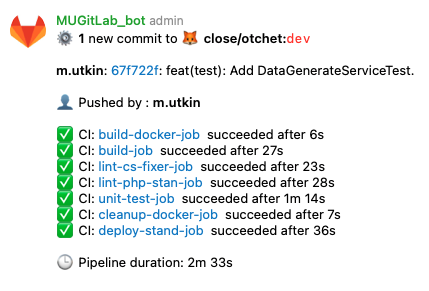 MUGitLab_bot admin
⚙️ 1 new commit to 🦊 close/otchet:dev
m.utkin: 67f722f: feat(test): Add DataGenerateServiceTest.
👤 Pushed by : m.utkin
✅ CI: build-docker-job succeeded after 6s
✅ CI: build-job succeeded after 27s
✅ CI: lint-cs-fixer-job succeeded after 23s
✅ CI: lint-php-stan-job succeeded after 28s
✅ CI: unit-test-job succeeded after 1m 14s
✅ CI: cleanup-docker-job succeeded after 7s
✅ CI: deploy-stand-job succeeded after 36s
🕒 Pipeline duration: 2m 33s